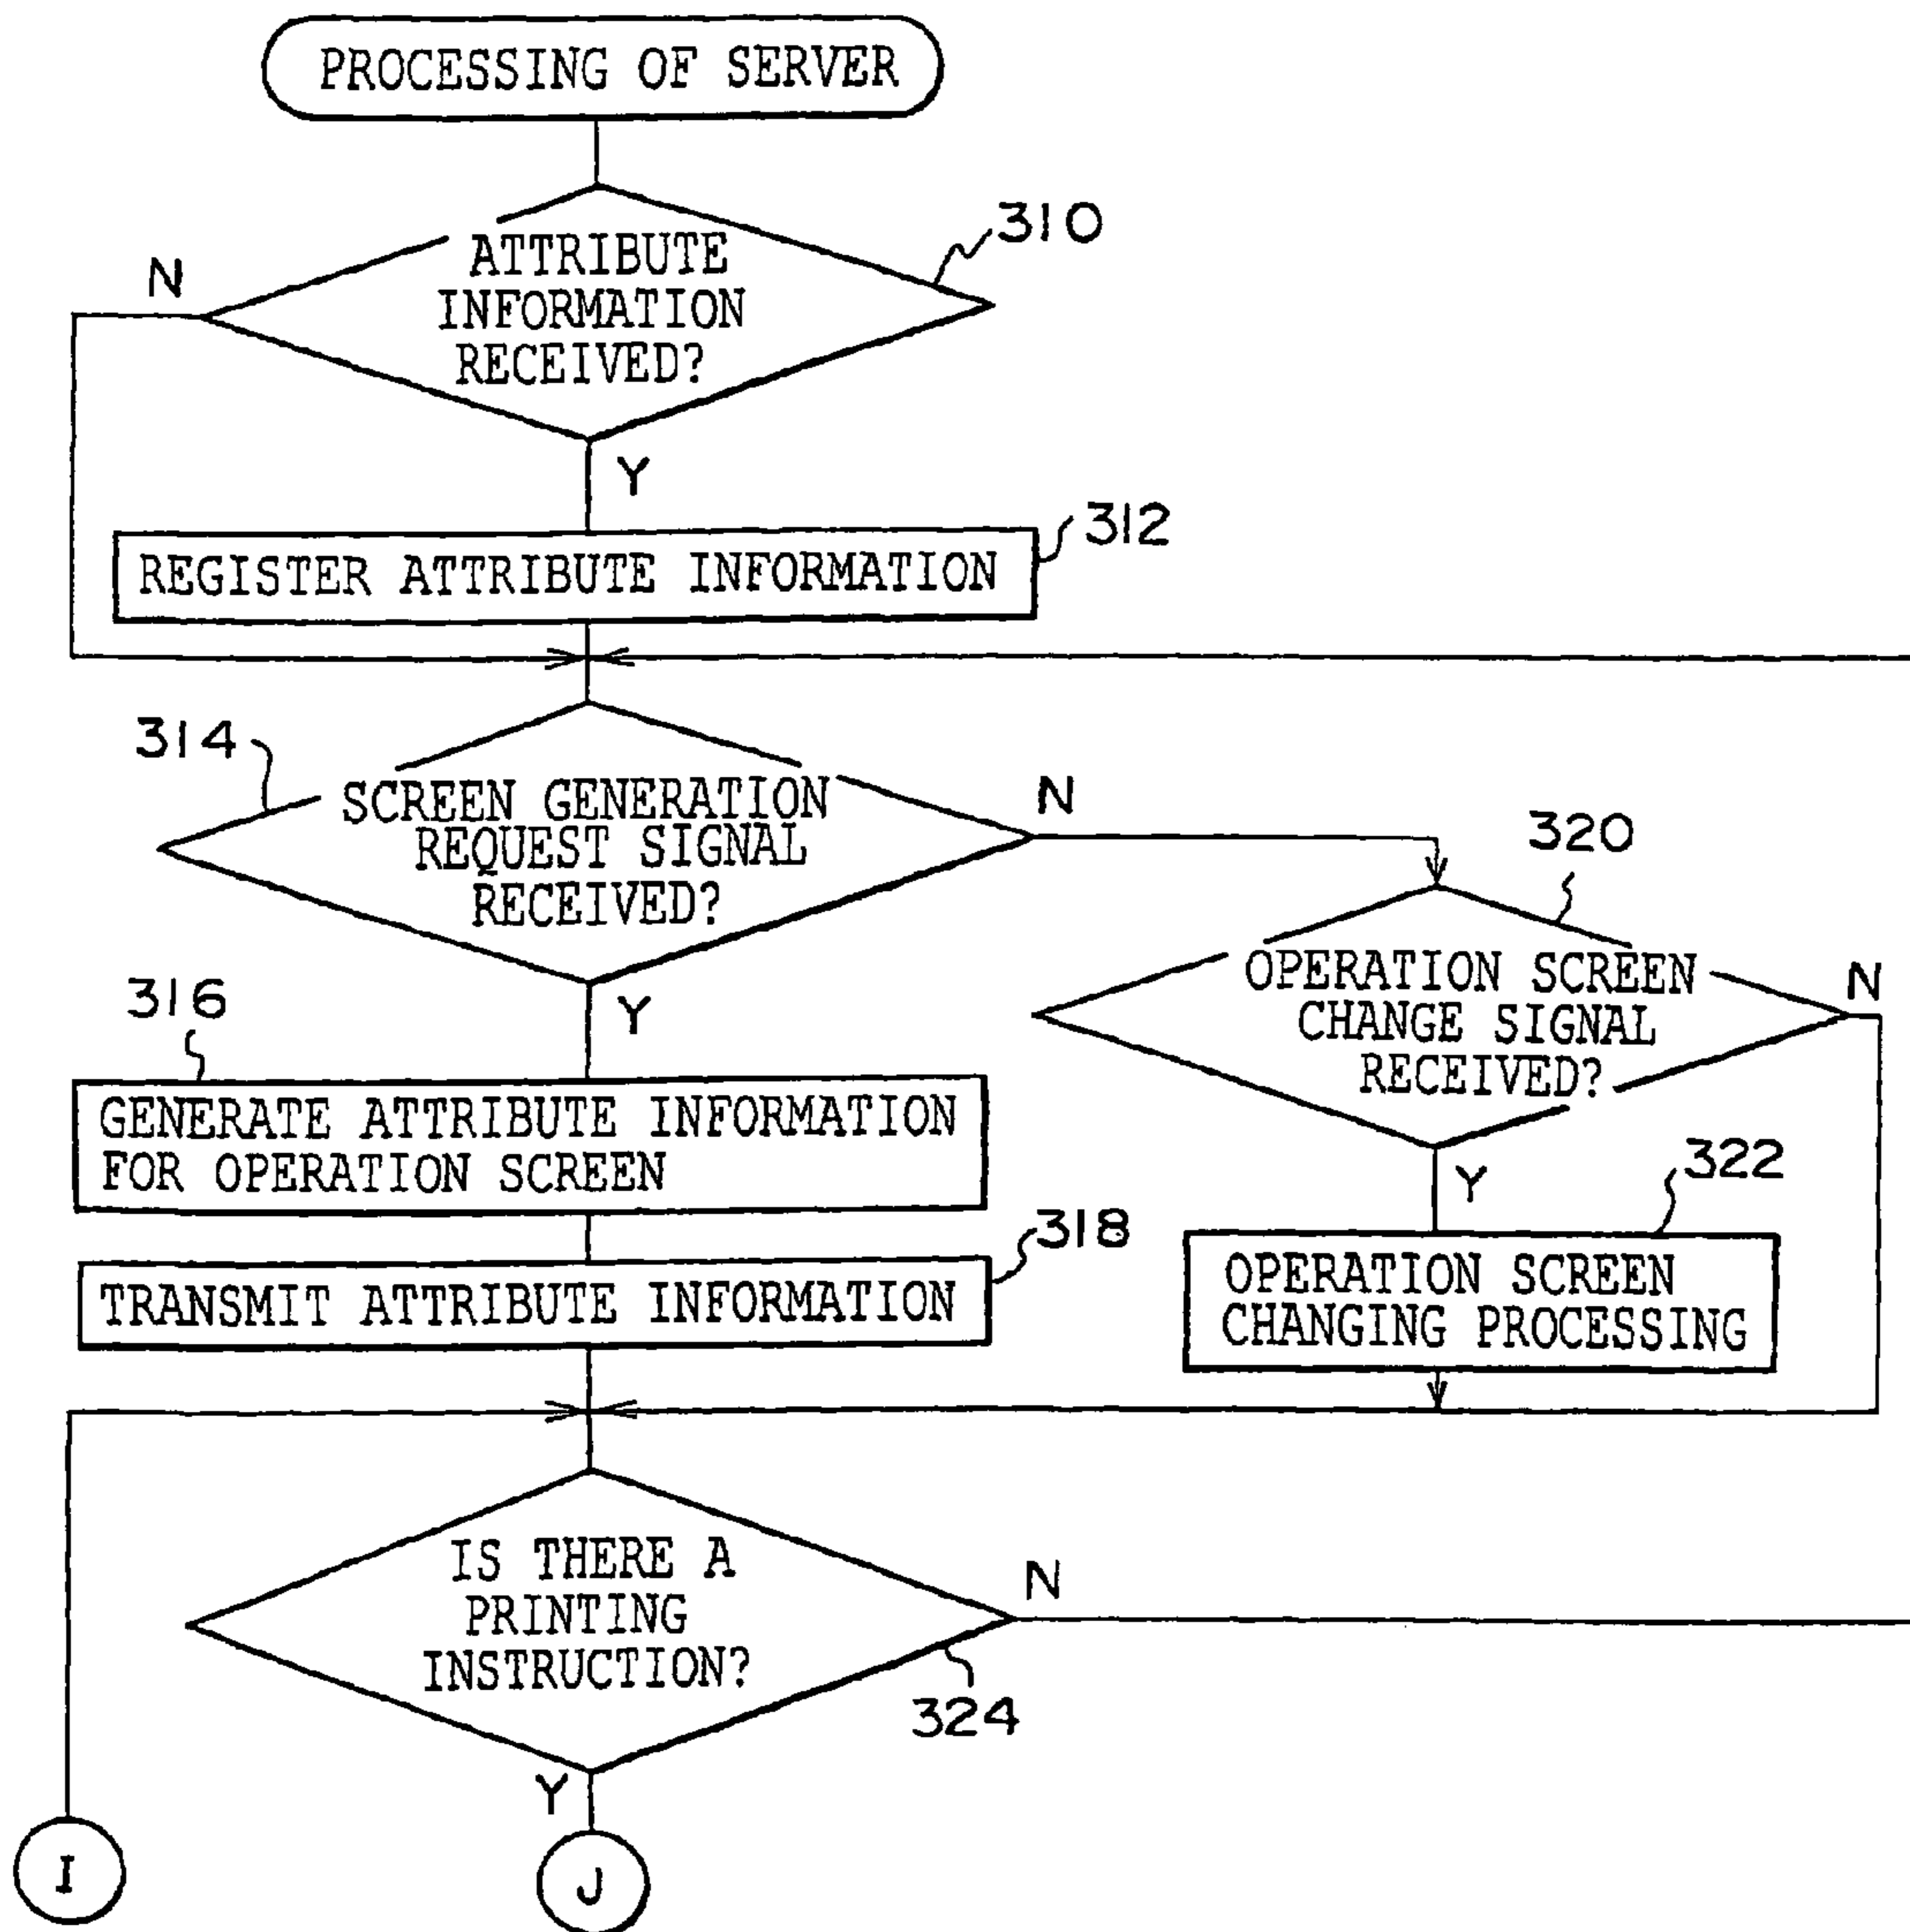 PROCESSING OF SERVER
310
N
ATTRIBUTE
INFORMATION
RECEIVED?
Y
312
REGISTER ATTRIBUTE INFORMATION
314
SCREEN GENERATION
REQUEST SIGNAL
RECEIVED?
N
320
OPERATION SCREEN
CHANGE SIGNAL
RECEIVED?
N
316
Y
GENERATE ATTRIBUTE INFORMATION
FOR OPERATION SCREEN
Y
322
318
TRANSMIT ATTRIBUTE INFORMATION
OPERATION SCREEN
CHANGING PROCESSING
IS THERE A
PRINTING
INSTRUCTION?
N
324
Y
I
J